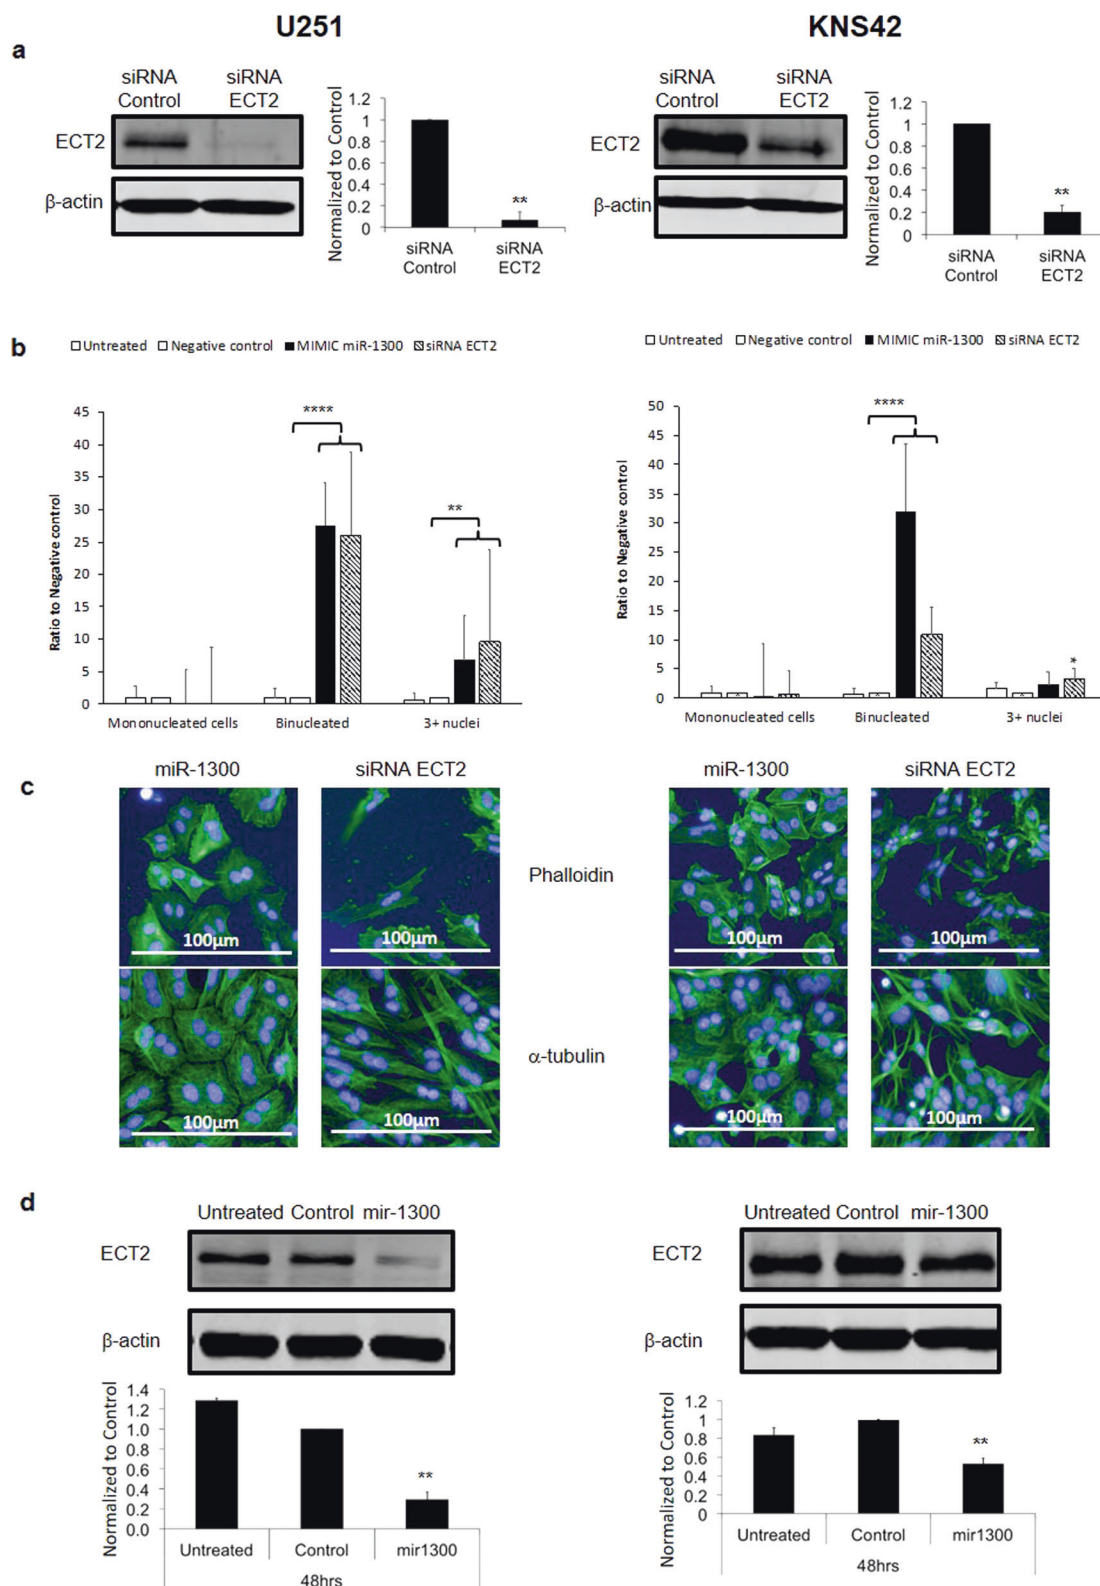 U251
KNS42
a
siRNA Control
siRNA ECT2
ECT2
β-actin
Normalized to Control
1.2
1
0.8
0.6
0.4
0.2
0
**
siRNA Control
siRNA ECT2
siRNA Control
siRNA ECT2
ECT2
β-actin
Normalized to Control
1.2
1
0.8
0.6
0.4
0.2
0
**
siRNA Control
siRNA ECT2
b
Untreated Negative control MIMIC miR-1300 siRNA ECT2
Ratio to Negative control
45
40
35
30
25
20
15
10
5
0
****
**
Mononucleated cells Binucleated 3+ nuclei
Untreated Negative control MIMIC miR-1300 siRNA ECT2
Ratio to Negative control
50
45
40
35
30
25
20
15
10
5
0
****
*
Mononucleated cells Binucleated 3+ nuclei
c
miR-1300 siRNA ECT2
miR-1300 siRNA ECT2
Phalloidin
100µm
100µm
100µm
100µm
α-tubulin
100µm
100µm
100µm
100µm
d
Untreated Control mir-1300
ECT2
β-actin
Normalized to Control
1.4
1.2
1.0
0.8
0.6
0.4
0.2
0.0
**
Untreated Control mir1300
48hrs
Untreated Control mir-1300
ECT2
β-actin
Normalized to Control
1.2
1
0.8
0.6
0.4
0.2
0
**
Untreated Control mir1300
48hrs